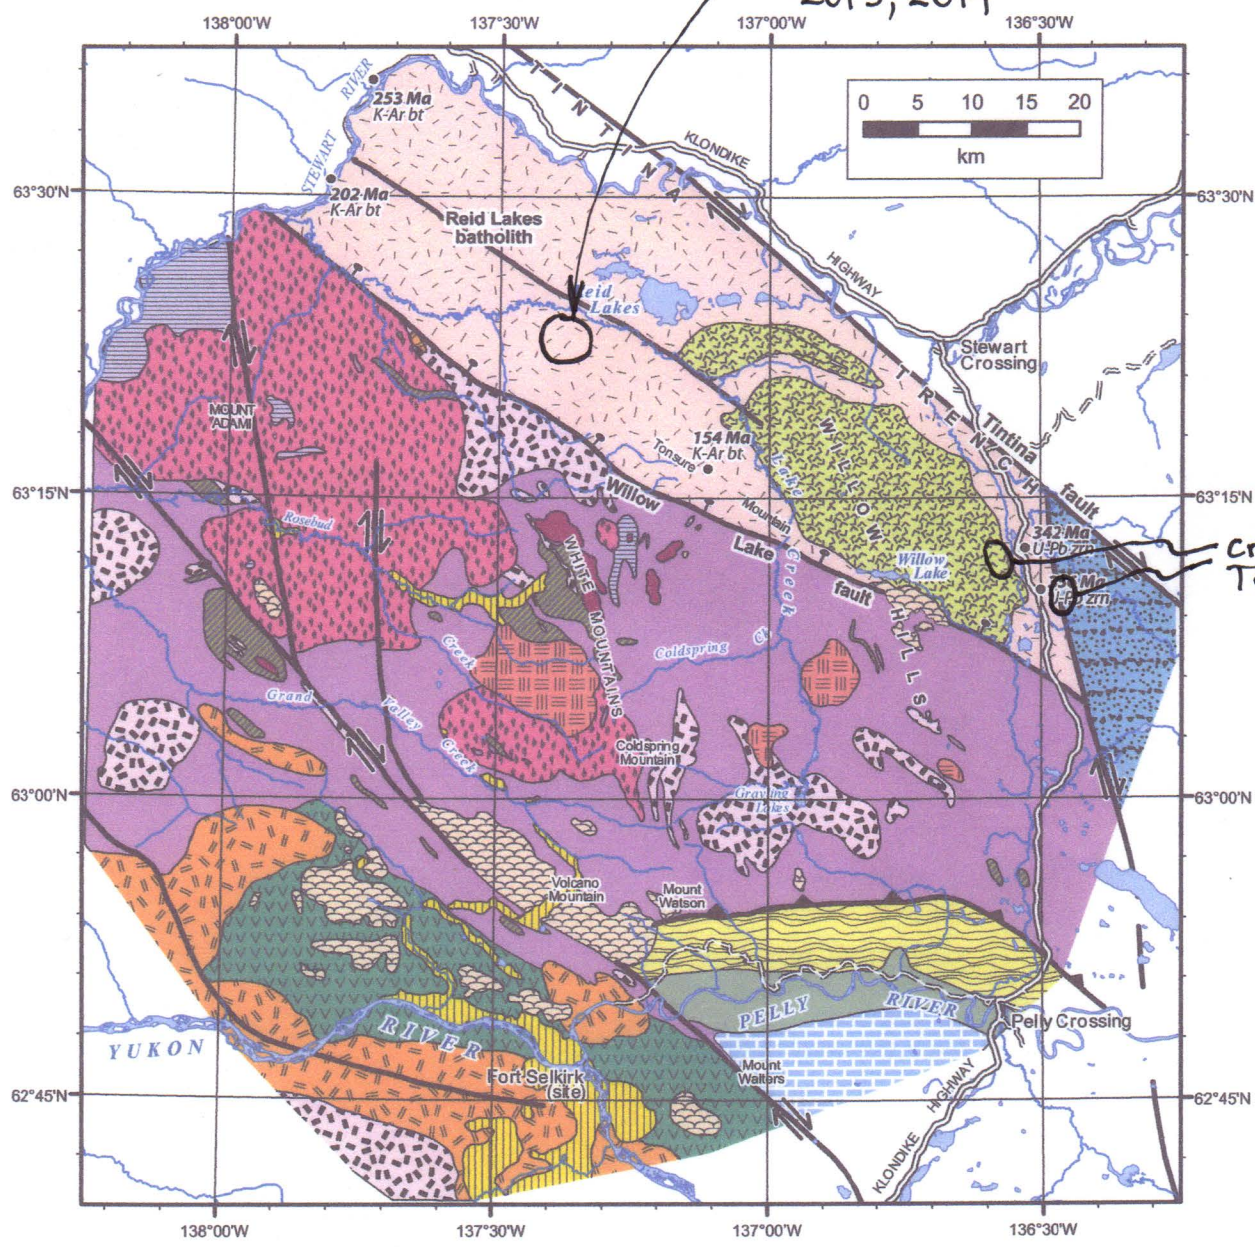 2013, 2014
138°00'W
137°30'W
137°00'W
136°30'W
TINTINA
TRENCH
RIVER
STEWART
253 Ma
K-Ar bt
0 5 10 15 20
km
KLONDIKE
HIGHWAY
63°30'N
63°30'N
202 Ma
K-Ar bt
Reid Lakes
batholith
Reid
Lakes
Stewart
Crossing
MOUNT
ADAMI
154 Ma
K-Ar bt
Tonsure
Mountain
Lake
Creek
WILLOW
HILLS
Tintina
fault
63°15'N
63°15'N
Willow
Lake
fault
Rosebud
Creek
WHITE MOUNTAINS
Willow
Lake
342 Ma
U-Pb zrn
Ma
U-Pb zrn
Coldspring
Grand
Valley
Creek
Coldspring
Mountain
Grayling
Lakes
63°00'N
63°00'N
Volcano
Mountain
Mount
Watson
PELLY RIVER
Pelly Crossing
YUKON RIVER
Fort Selkirk
(site)
Mount
Walters
62°45'N
62°45'N
KLONDIKE HIGHWAY
138°00'W
137°30'W
137°00'W
136°30'W